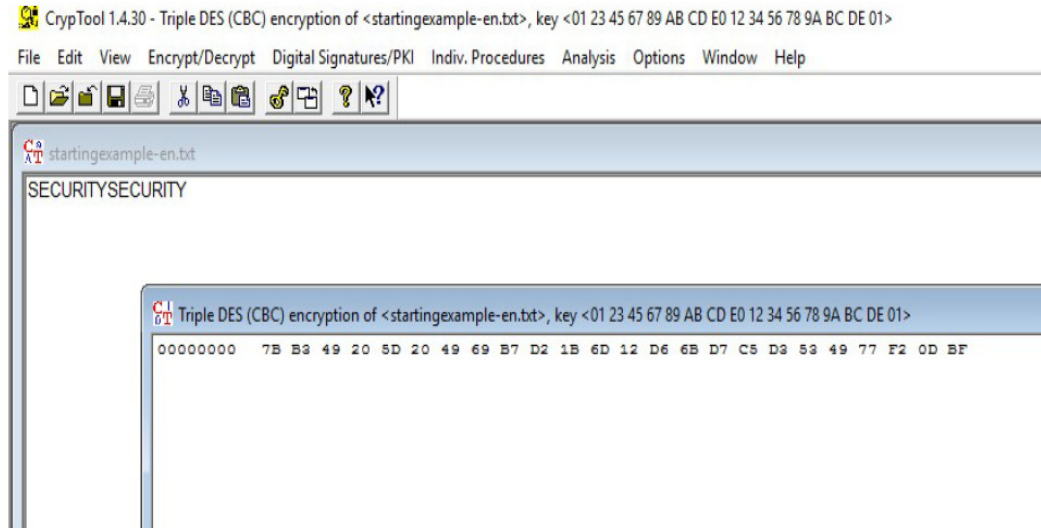 CrypTool 1.4.30 - Triple DES (CBC) encryption of <startingexample-en.txt>, key <01 23 45 67 89 AB CD E0 12 34 56 78 9A BC DE 01>
File Edit View Encrypt/Decrypt Digital Signatures/PKI Indiv. Procedures Analysis Options Window Help
startingexample-en.txt
SECURITYSECURITY
Triple DES (CBC) encryption of <startingexample-en.txt>, key <01 23 45 67 89 AB CD E0 12 34 56 78 9A BC DE 01>
00000000 7B B3 49 20 5D 20 49 69 B7 D2 1B 6D 12 D6 6B D7 C5 D3 53 49 77 F2 0D BF